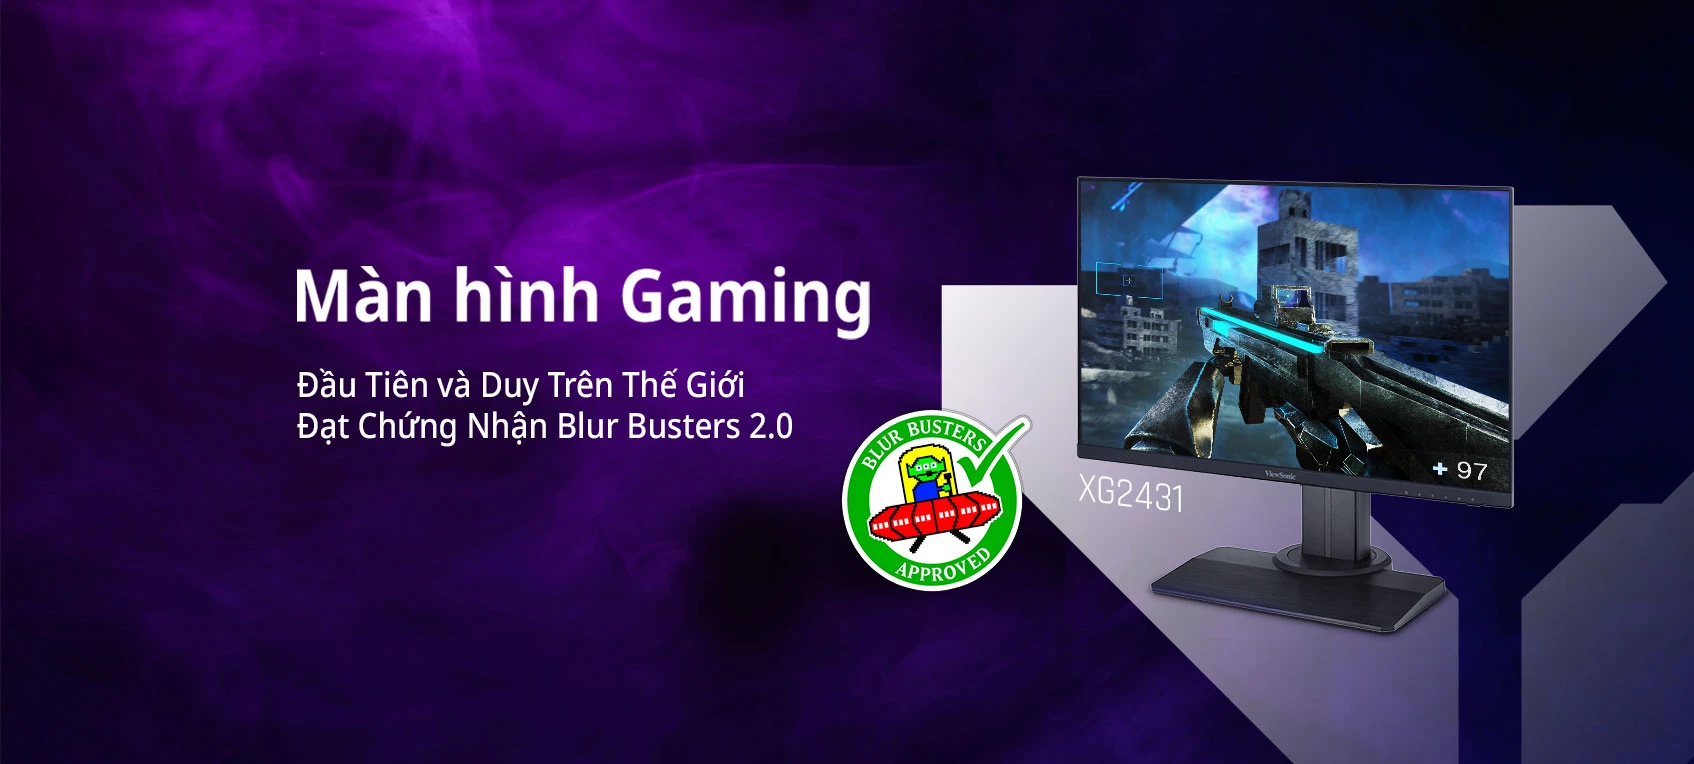 Màn hình Gaming
Đầu Tiên và Duy Trên Thế Giới
Đạt Chứng Nhận Blur Busters 2.0
BLUR BUSTERS
APPROVED
XG2431
ViewSonic
+ 97